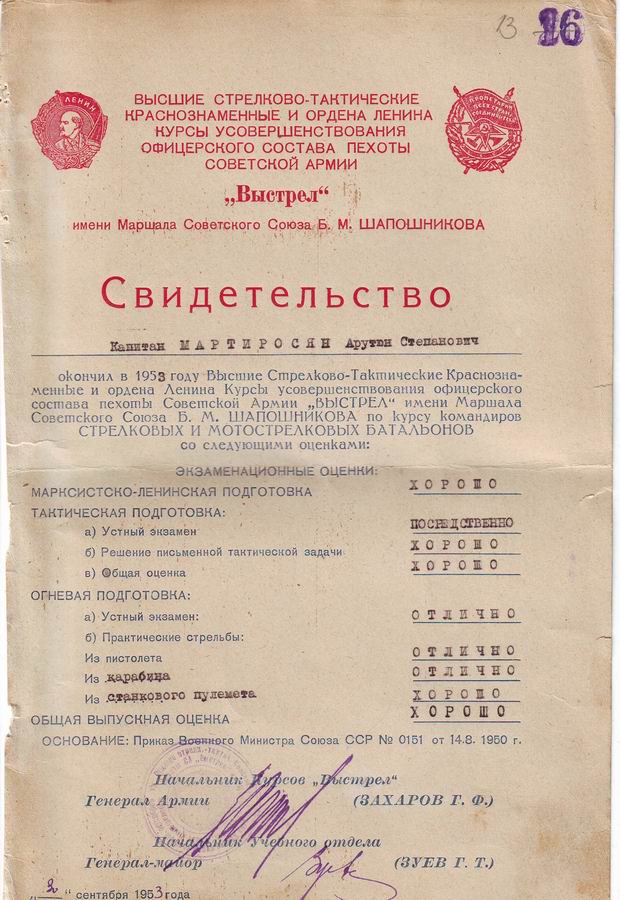 13 26
ЛЕНИН
ПРОЛЕТАРИИ ВСЕХ СТРАН СОЕДИНЯЙТЕСЬ
ВЫСШИЕ СТРЕЛКОВО-ТАКТИЧЕСКИЕ
КРАСНОЗНАМЕННЫЕ И ОРДЕНА ЛЕНИНА
КУРСЫ УСОВЕРШЕНСТВОВАНИЯ
ОФИЦЕРСКОГО СОСТАВА ПЕХОТЫ
СОВЕТСКОЙ АРМИИ
„Выстрел“
имени Маршала Советского Союза Б. М. ШАПОШНИКОВА
Свидетельство
Капитан МАРТИРОСЯН Арутюн Степанович
окончил в 1953 году Высшие Стрелково-Тактические Краснозна-
менные и ордена Ленина Курсы усовершенствования офицерского
состава пехоты Советской Армии „ВЫСТРЕЛ“ имени Маршала
Советского Союза Б. М. ШАПОШНИКОВА по курсу командиров
СТРЕЛКОВЫХ И МОТОСТРЕЛКОВЫХ БАТАЛЬОНОВ
со следующими оценками:
ЭКЗАМЕНАЦИОННЫЕ ОЦЕНКИ:
МАРКСИСТСКО-ЛЕНИНСКАЯ ПОДГОТОВКА ХОРОШО
ТАКТИЧЕСКАЯ ПОДГОТОВКА:
а) Устный экзамен ПОСРЕДСТВЕННО
б) Решение письменной тактической задачи ХОРОШО
в) Общая оценка ХОРОШО
ОГНЕВАЯ ПОДГОТОВКА:
а) Устный экзамен: ОТЛИЧНО
б) Практические стрельбы:
Из пистолета ОТЛИЧНО
Из карабина ОТЛИЧНО
Из станкового пулемета ХОРОШО
ОБЩАЯ ВЫПУСКНАЯ ОЦЕНКА ХОРОШО
ОСНОВАНИЕ: Приказ Военного Министра Союза ССР № 0151 от 14.8. 1950 г.
Начальник Курсов „Выстрел“
Генерал Армии (ЗАХАРОВ Г. Ф.)
Начальник Учебного отдела
Генерал-майор (ЗУЕВ Г. Т.)
„2“ сентября 1953 года